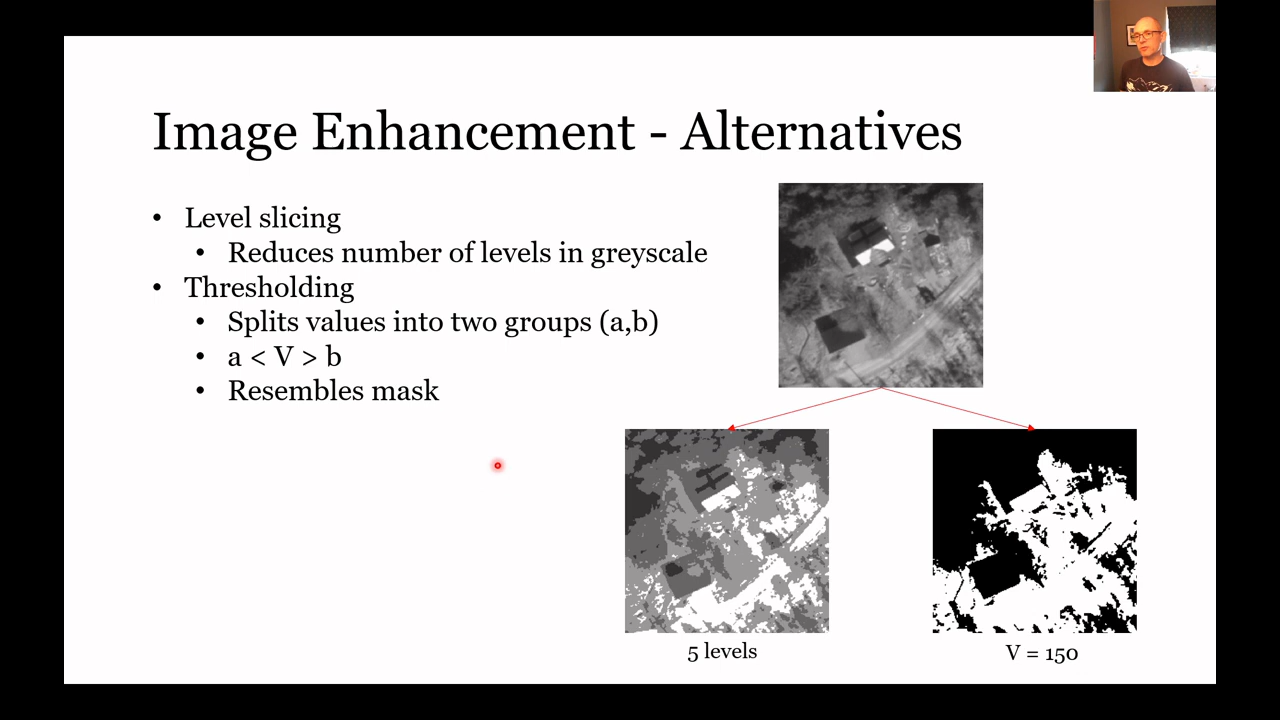 Image Enhancement - Alternatives
• Level slicing
• Reduces number of levels in greyscale
• Thresholding
• Splits values into two groups (a,b)
• a < V > b
• Resembles mask
5 levels
V = 150